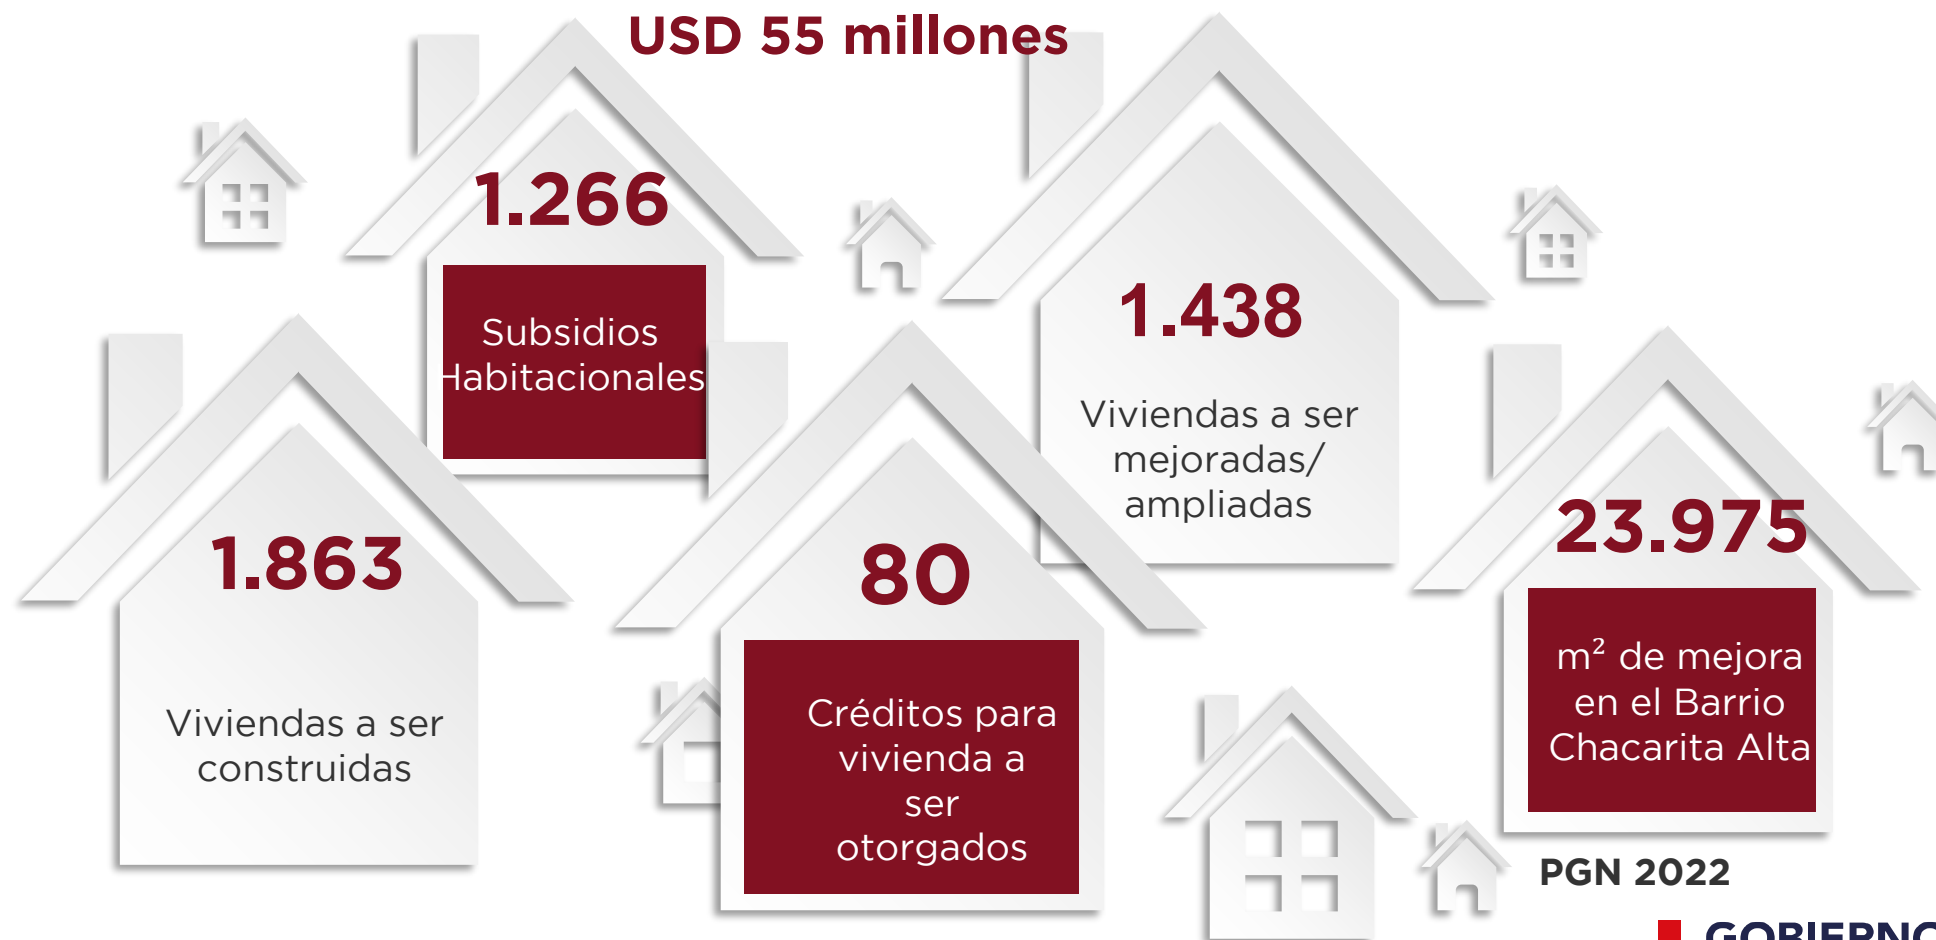 USD 55 millones
1.266
Subsidios
Habitacionales
1.438
Viviendas a ser
mejoradas/
ampliadas
1.863
Viviendas a ser
construidas
80
Créditos para
vivienda a
ser
otorgados
23.975
m² de mejora
en el Barrio
Chacarita Alta
PGN 2022
GOBIERNO